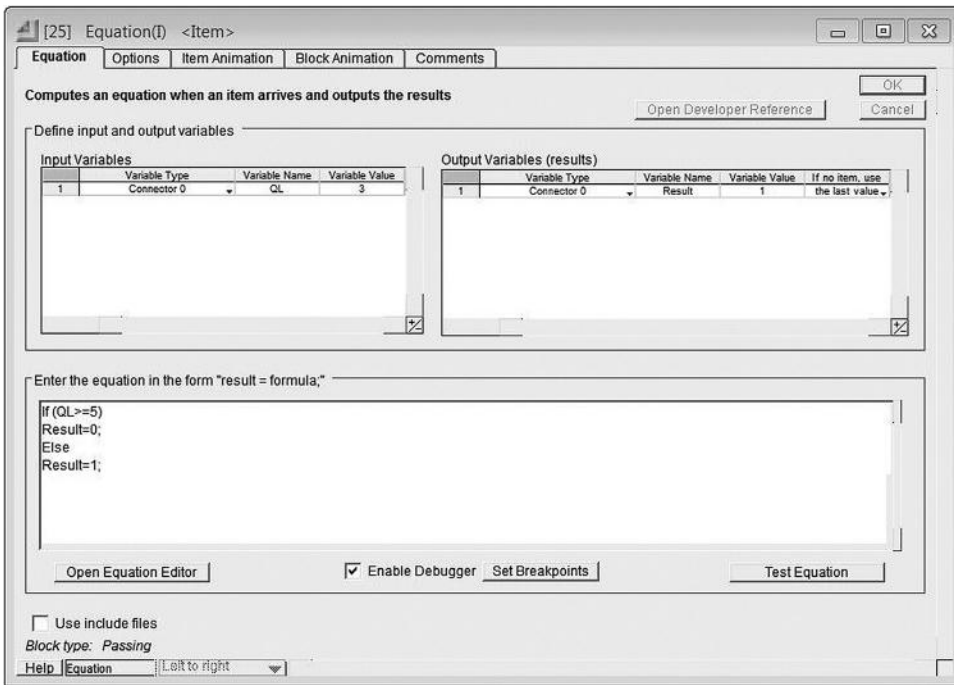 [25] Equation(I) <Item>
Equation Options Item Animation Block Animation Comments
Computes an equation when an item arrives and outputs the results
OK
Open Developer Reference
Cancel
Define input and output variables
Input Variables
Variable Type Variable Name Variable Value
1 Connector 0 QL 3
Output Variables (results)
Variable Type Variable Name Variable Value If no item, use
1 Connector 0 Result 1 the last value
Enter the equation in the form "result = formula;"
If (QL>=5)
Result=0;
Else
Result=1;
Open Equation Editor
Enable Debugger
Set Breakpoints
Test Equation
Use include files
Block type: Passing
Help Equation Left to right